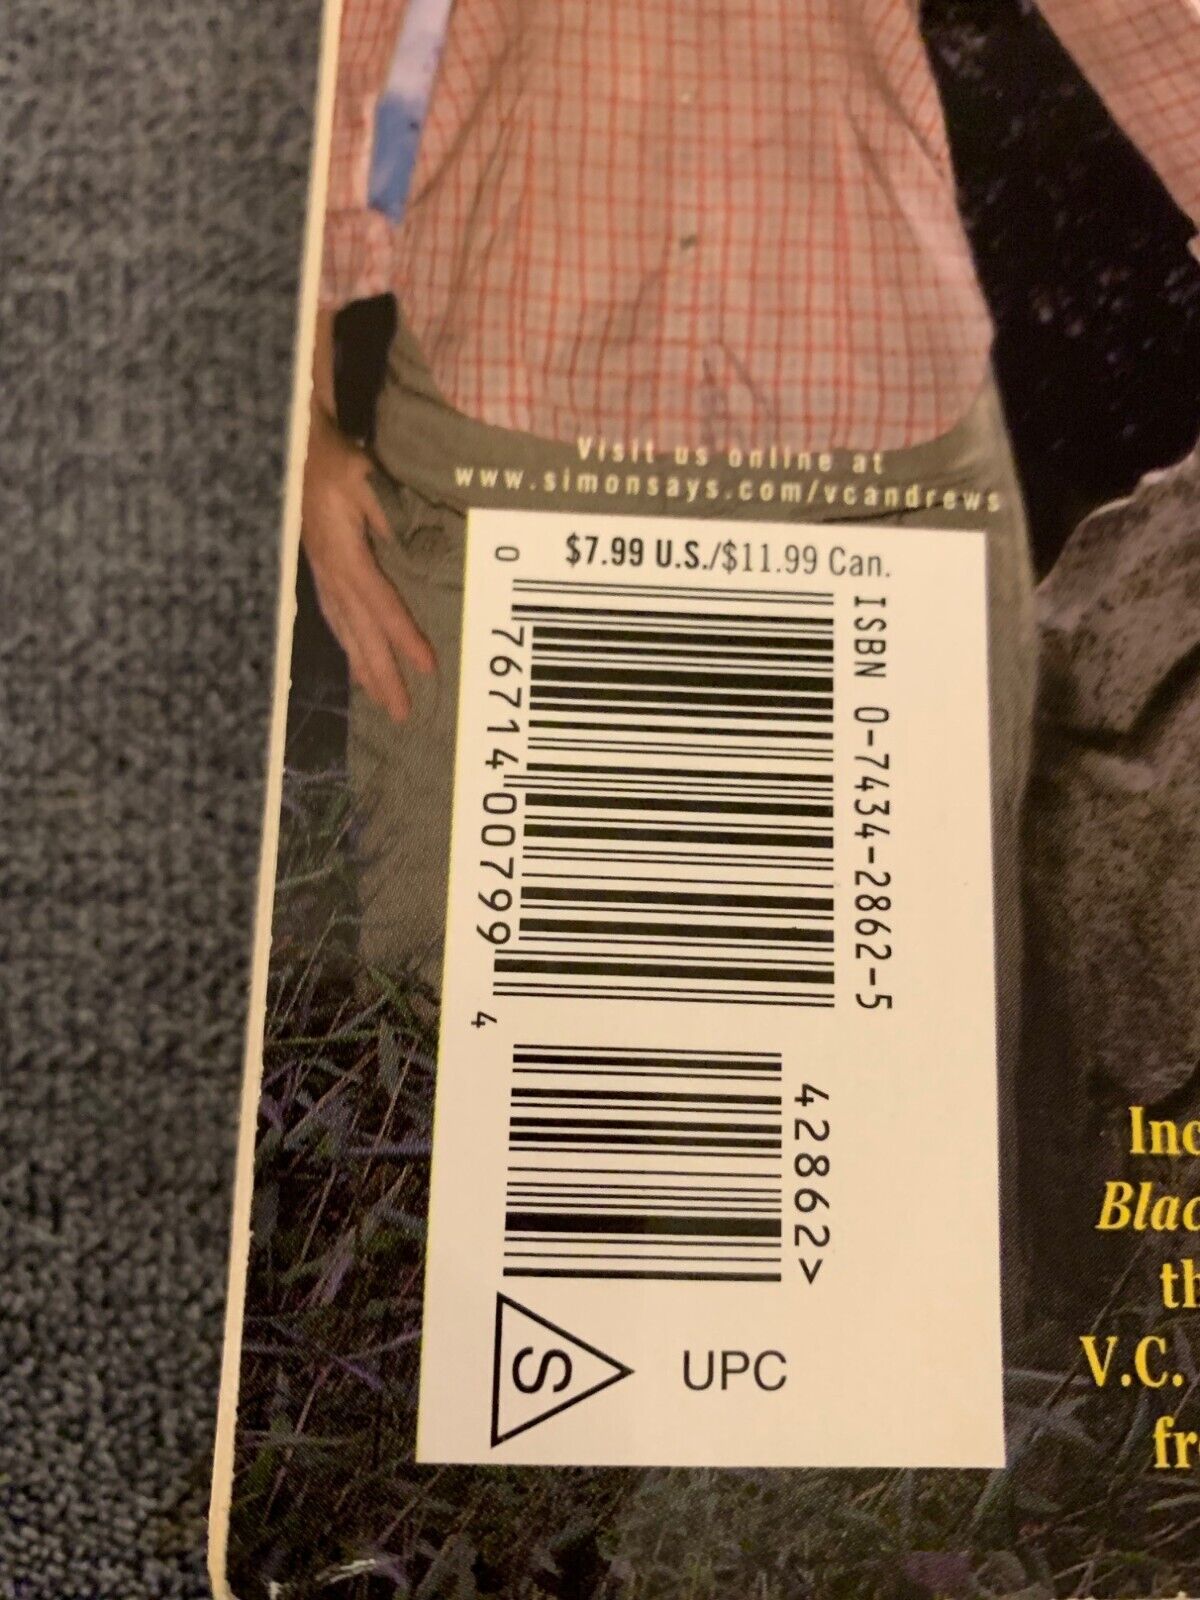 Visit us online at
www.simonsays.com/vcandrews
$7.99 U.S./$11.99 Can.
ISBN 0-7434-2862-5
0 76714 00799 4
42862>
S
UPC
Inc
Blac
th
V.C.
fr